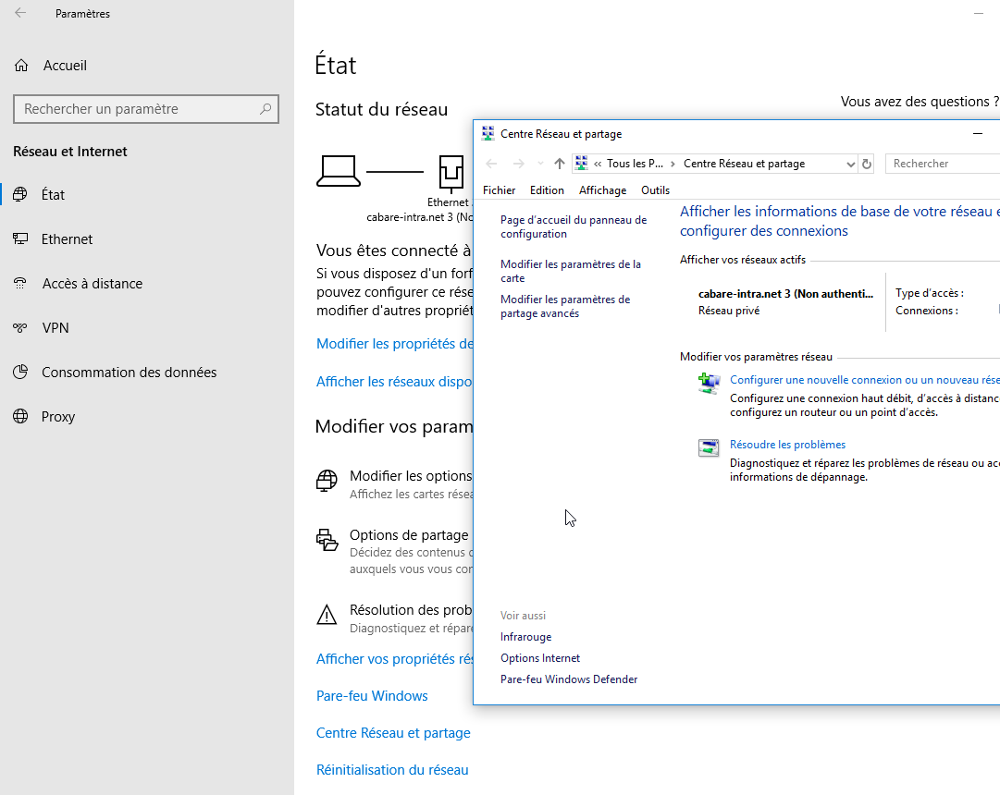 Paramètres
Accueil
Rechercher un paramètre
Réseau et Internet
État
Ethernet
Accès à distance
VPN
Consommation des données
Proxy
État
Statut du réseau
Vous avez des questions ?
Ethernet
cabare-intra.net 3 (No
Vous êtes connecté à
Si vous disposez d'un forf
pouvez configurer ce rése
modifier d'autres propriét
Modifier les propriétés de
Afficher les réseaux dispo
Modifier vos param
Modifier les options
Affichez les cartes résea
Options de partage
Décidez des contenus
auxquels vous vous con
Résolution des prob
Diagnostiquez et répare
Afficher vos propriétés rés
Pare-feu Windows
Centre Réseau et partage
Réinitialisation du réseau
Centre Réseau et partage
« Tous les P... › Centre Réseau et partage
Rechercher
Fichier Edition Affichage Outils
Page d'accueil du panneau de
configuration
Modifier les paramètres de la
carte
Modifier les paramètres de
partage avancés
Voir aussi
Infrarouge
Options Internet
Pare-feu Windows Defender
Afficher les informations de base de votre réseau e
configurer des connexions
Afficher vos réseaux actifs
cabare-intra.net 3 (Non authenti...
Réseau privé
Type d'accès :
Connexions :
Modifier vos paramètres réseau
Configurer une nouvelle connexion ou un nouveau rése
Configurez une connexion haut débit, d'accès à distance
configurez un routeur ou un point d'accès.
Résoudre les problèmes
Diagnostiquez et réparez les problèmes de réseau ou acc
informations de dépannage.